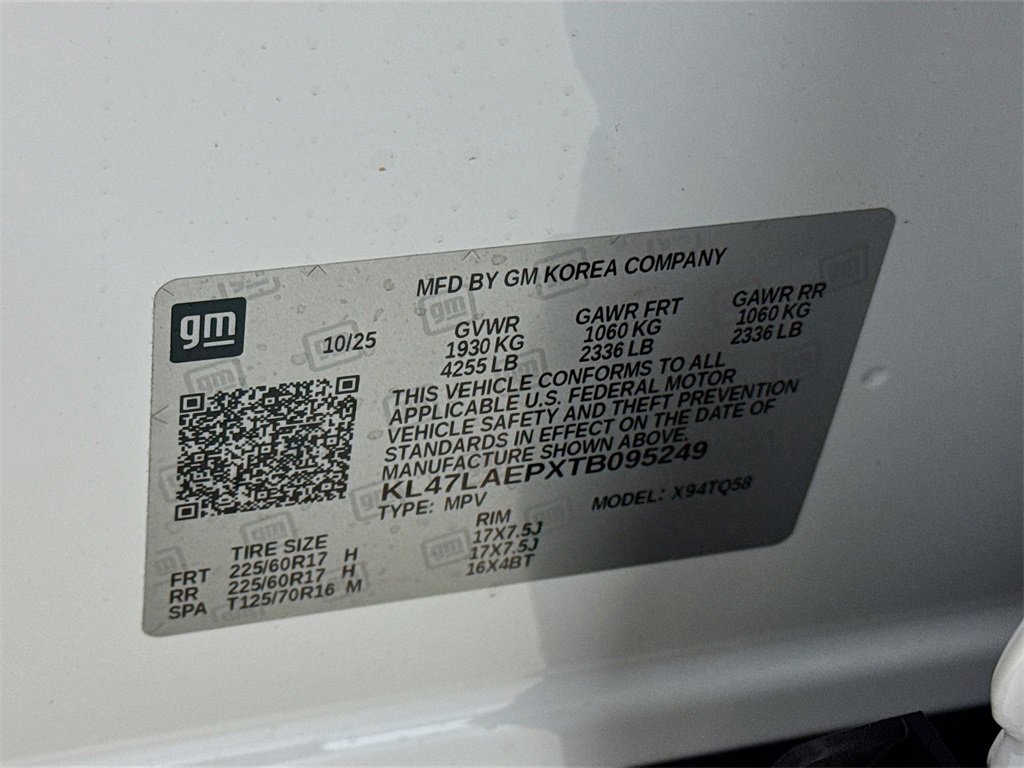 MFD BY GM KOREA COMPANY
gm
10/25
GVWR GAWR FRT GAWR RR
1930 KG 1060 KG 1060 KG
4255 LB 2336 LB 2336 LB
THIS VEHICLE CONFORMS TO ALL
APPLICABLE U.S. FEDERAL MOTOR
VEHICLE SAFETY AND THEFT PREVENTION
STANDARDS IN EFFECT ON THE DATE OF
MANUFACTURE SHOWN ABOVE.
KL47LAEPXTB095249
TYPE: MPV MODEL: X94TQ58
TIRE SIZE RIM
FRT 225/60R17 H 17X7.5J
RR 225/60R17 H 17X7.5J
SPA T125/70R16 M 16X4BT